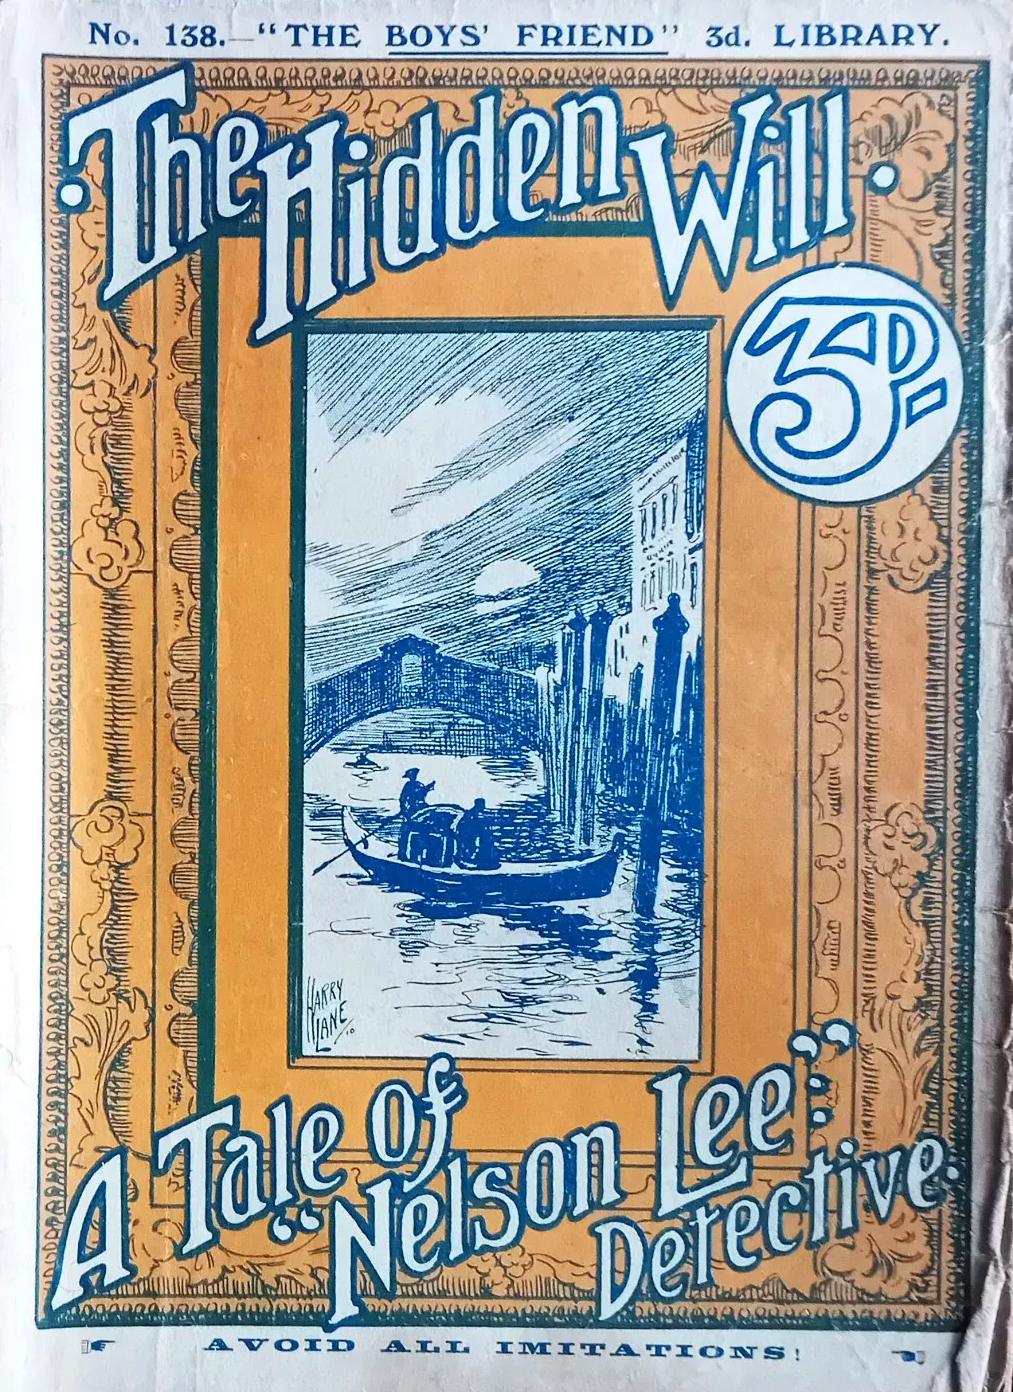 No. 138.—"THE BOYS' FRIEND" 3d. LIBRARY.
The Hidden Will.
3D.
HARRY
LANE
10
A Tale of
"Nelson Lee":
Detective.
AVOID ALL IMITATIONS!